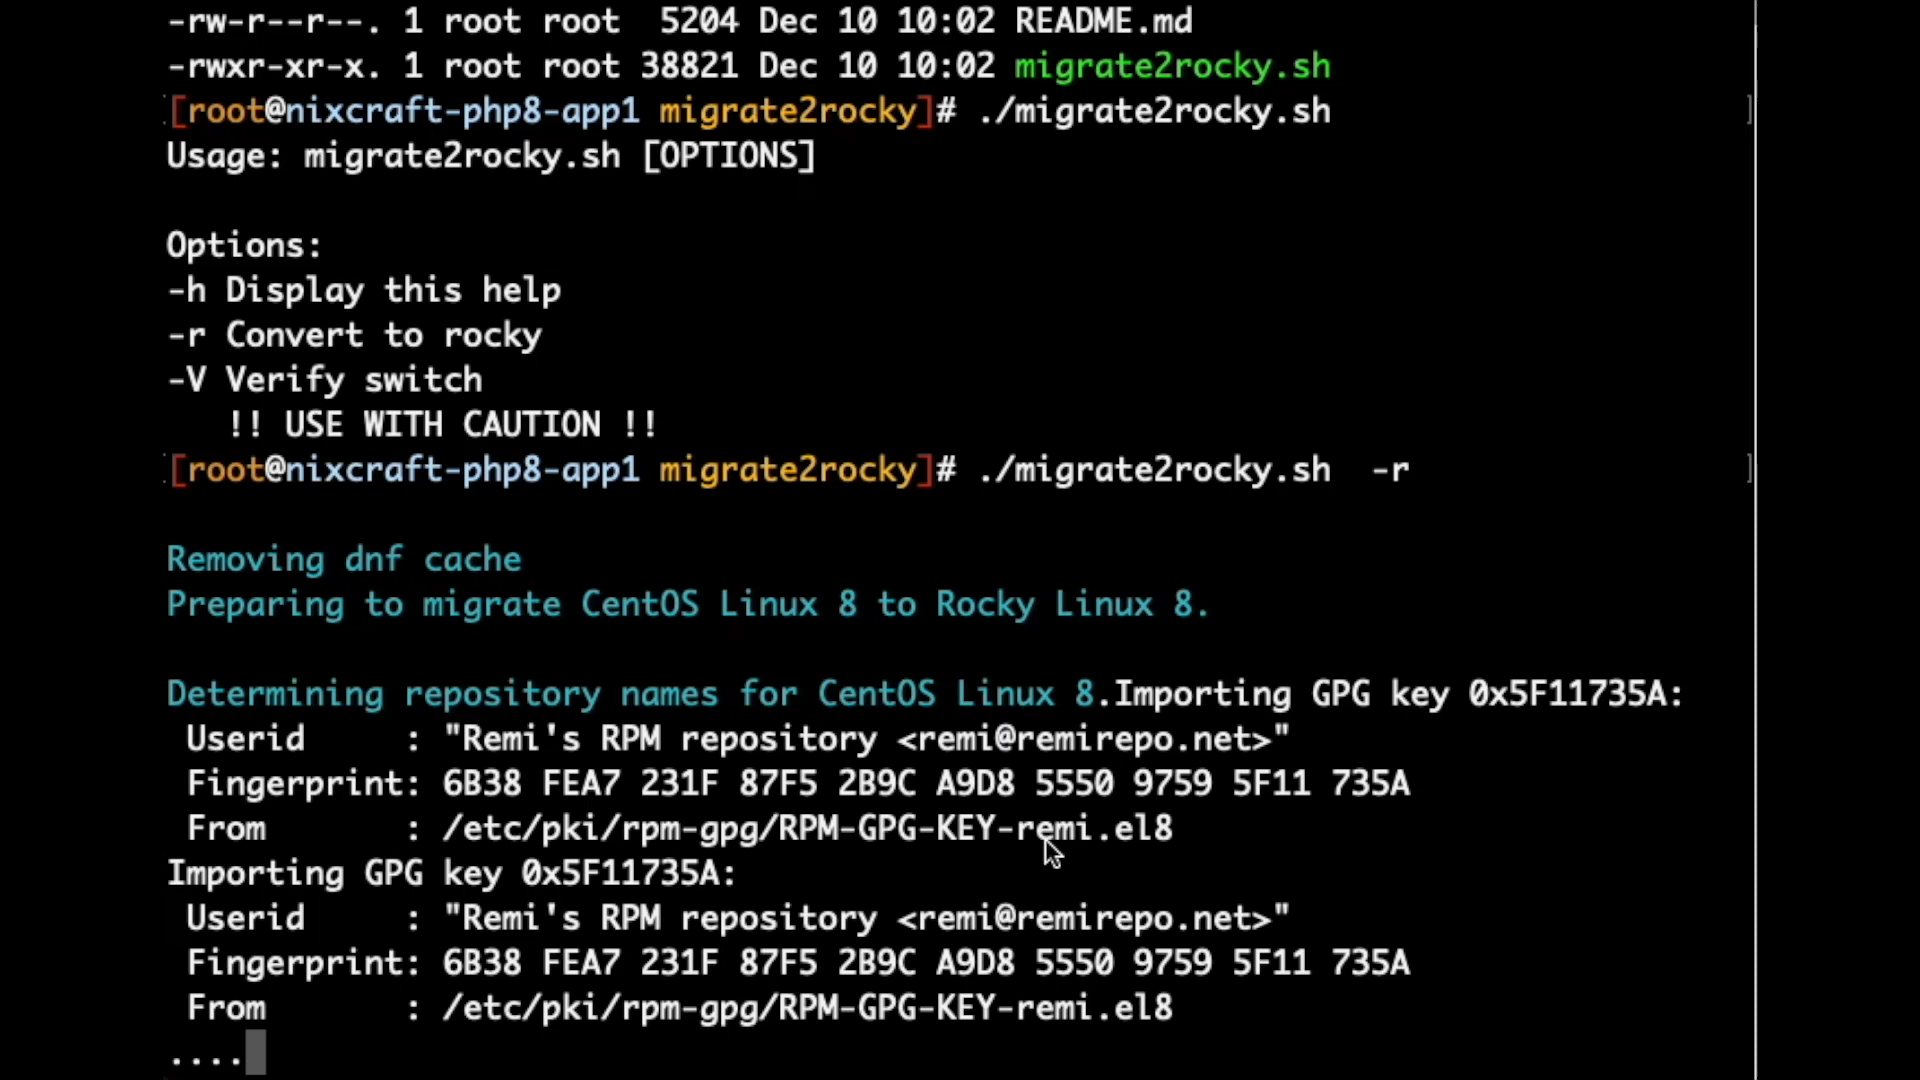 -rw-r--r--. 1 root root  5204 Dec 10 10:02 README.md
-rwxr-xr-x. 1 root root 38821 Dec 10 10:02 migrate2rocky.sh
[root@nixcraft-php8-app1 migrate2rocky]# ./migrate2rocky.sh ]
Usage: migrate2rocky.sh [OPTIONS]

Options:
-h Display this help
-r Convert to rocky
-V Verify switch
   !! USE WITH CAUTION !!
[root@nixcraft-php8-app1 migrate2rocky]# ./migrate2rocky.sh  -r ]

Removing dnf cache
Preparing to migrate CentOS Linux 8 to Rocky Linux 8.

Determining repository names for CentOS Linux 8.Importing GPG key 0x5F11735A:
 Userid     : "Remi's RPM repository <remi@remirepo.net>"
 Fingerprint: 6B38 FEA7 231F 87F5 2B9C A9D8 5550 9759 5F11 735A
 From       : /etc/pki/rpm-gpg/RPM-GPG-KEY-remi.el8
Importing GPG key 0x5F11735A:
 Userid     : "Remi's RPM repository <remi@remirepo.net>"
 Fingerprint: 6B38 FEA7 231F 87F5 2B9C A9D8 5550 9759 5F11 735A
 From       : /etc/pki/rpm-gpg/RPM-GPG-KEY-remi.el8
....